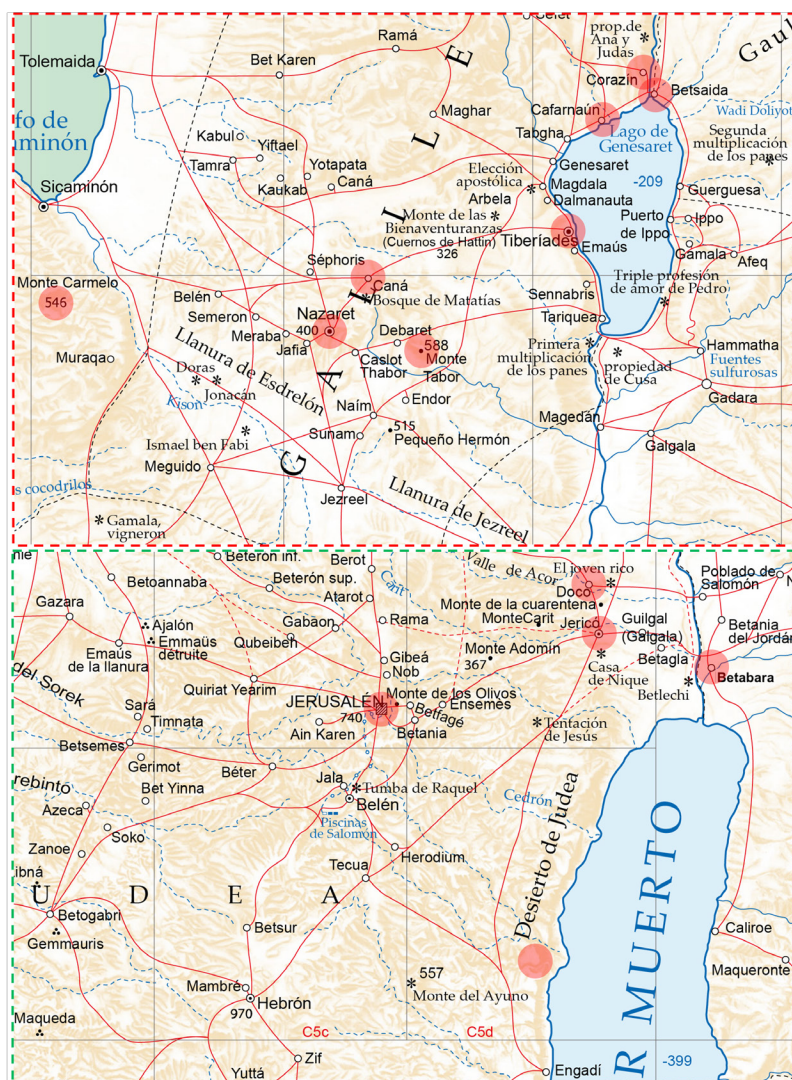 Cefet
prop.de
Ana y
Judas
Gaul
Ramá
Tolemaida
Bet Karen
Corazín
Betsaida
Maghar
Cafarnaún
Wadi Doliyot
fo de
aminón
Kabul
Tabgha
Lago de
Genesaret
Segunda
multiplicación
de los panes
Yiftael
Tamra
Yotapata
Genesaret
-209
Kaukab
Caná
Elección
apostólica
Magdala
Guerguesa
Sicaminón
Arbela
Dalmanauta
Monte de las
Bienaventuranzas
(Cuernos de Hattin)
326
Puerto
de Ippo
Ippo
Tiberíades
Emaús
Gamala
Afeq
Séphoris
Monte Carmelo
546
Caná
Bosque de Matatías
Triple profesión
de amor de Pedro
Belén
Sennabris
Semeron
Nazaret
400
Tariquea
Meraba
Jafia
Debaret
588
Monte
Tabor
Primera
multiplicación
de los panes
Hammatha
Muraqa
Llanura de Esdrelón
Caslot
Thabor
propiedad
de Cusa
Fuentes
sulfurosas
Doras
Jonacán
Kison
Endor
Gadara
Naím
Magedán
Ismael ben Fabi
Sunam
515
Pequeño Hermón
Galgala
Meguido
G A L I L E
s cocodrilos
Jezreel
Llanura de Jezreel
Gamala,
vigneron
nie
Beterón inf.
Berot
Valle de Acor
El joven rico
Betoannaba
Beterón sup.
Cant
Doco
Poblado de
Salomón
N
Gazara
Atarot
Monte de la cuarentena
Ajalón
Gabaon
Rama
MonteCarit
Jericó
Guilgal
(Galgala)
Betania
del Jordán
Emmaüs
détruite
Emaús
de la llanura
Qubeiben
Gibeá
Monte Adomín
367
Betagla
del Sorek
Quiriat Yearim
Nob
Casa
de Nique
Betlechi
Betabara
Sará
JERUSALÉN
740
Monte de los Olivos
Ensemes
Timnata
Ain Karen
Betfagé
Betania
Tentación
de Jesús
Betsemes
Gerimot
Béter
rebinto
Bet Yinna
Jala
Tumba de Raquel
Cedrón
Azeca
Belén
Soko
Piscinas
de Salomón
Desierto de Judea
Zanoe
Herodium
Tecua
ibná
U D E A
Betogabri
Gemmauris
Betsur
Caliroe
R MUERTO
Maqueronte
557
Monte del Ayuno
Mambré
Hebrón
970
Maqueda
C5c
C5d
Yuttá
Zif
Engadí
-399